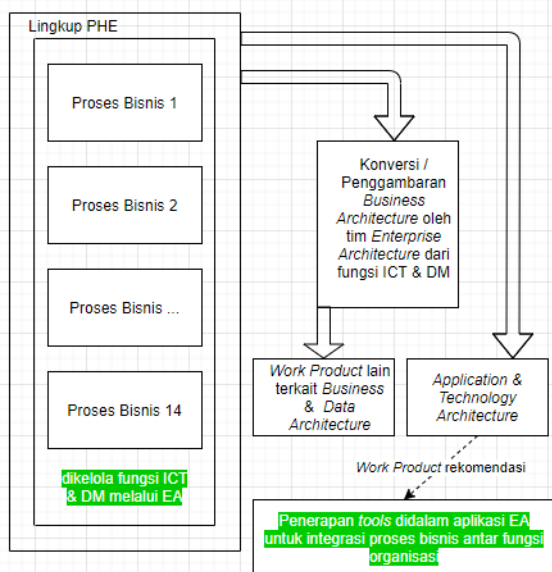 Lingkup PHE
Proses Bisnis 1
Proses Bisnis 2
Proses Bisnis ...
Proses Bisnis 14
dikelola fungsi ICT
& DM melalui EA
Konversi /
Penggambaran
Business
Architecture oleh
tim Enterprise
Architecture dari
fungsi ICT & DM
Work Product lain
terkait Business
& Data
Architecture
Application &
Technology
Architecture
Work Product rekomendasi
Penerapan tools didalam aplikasi EA
untuk integrasi proses bisnis antar fungsi
organisasi